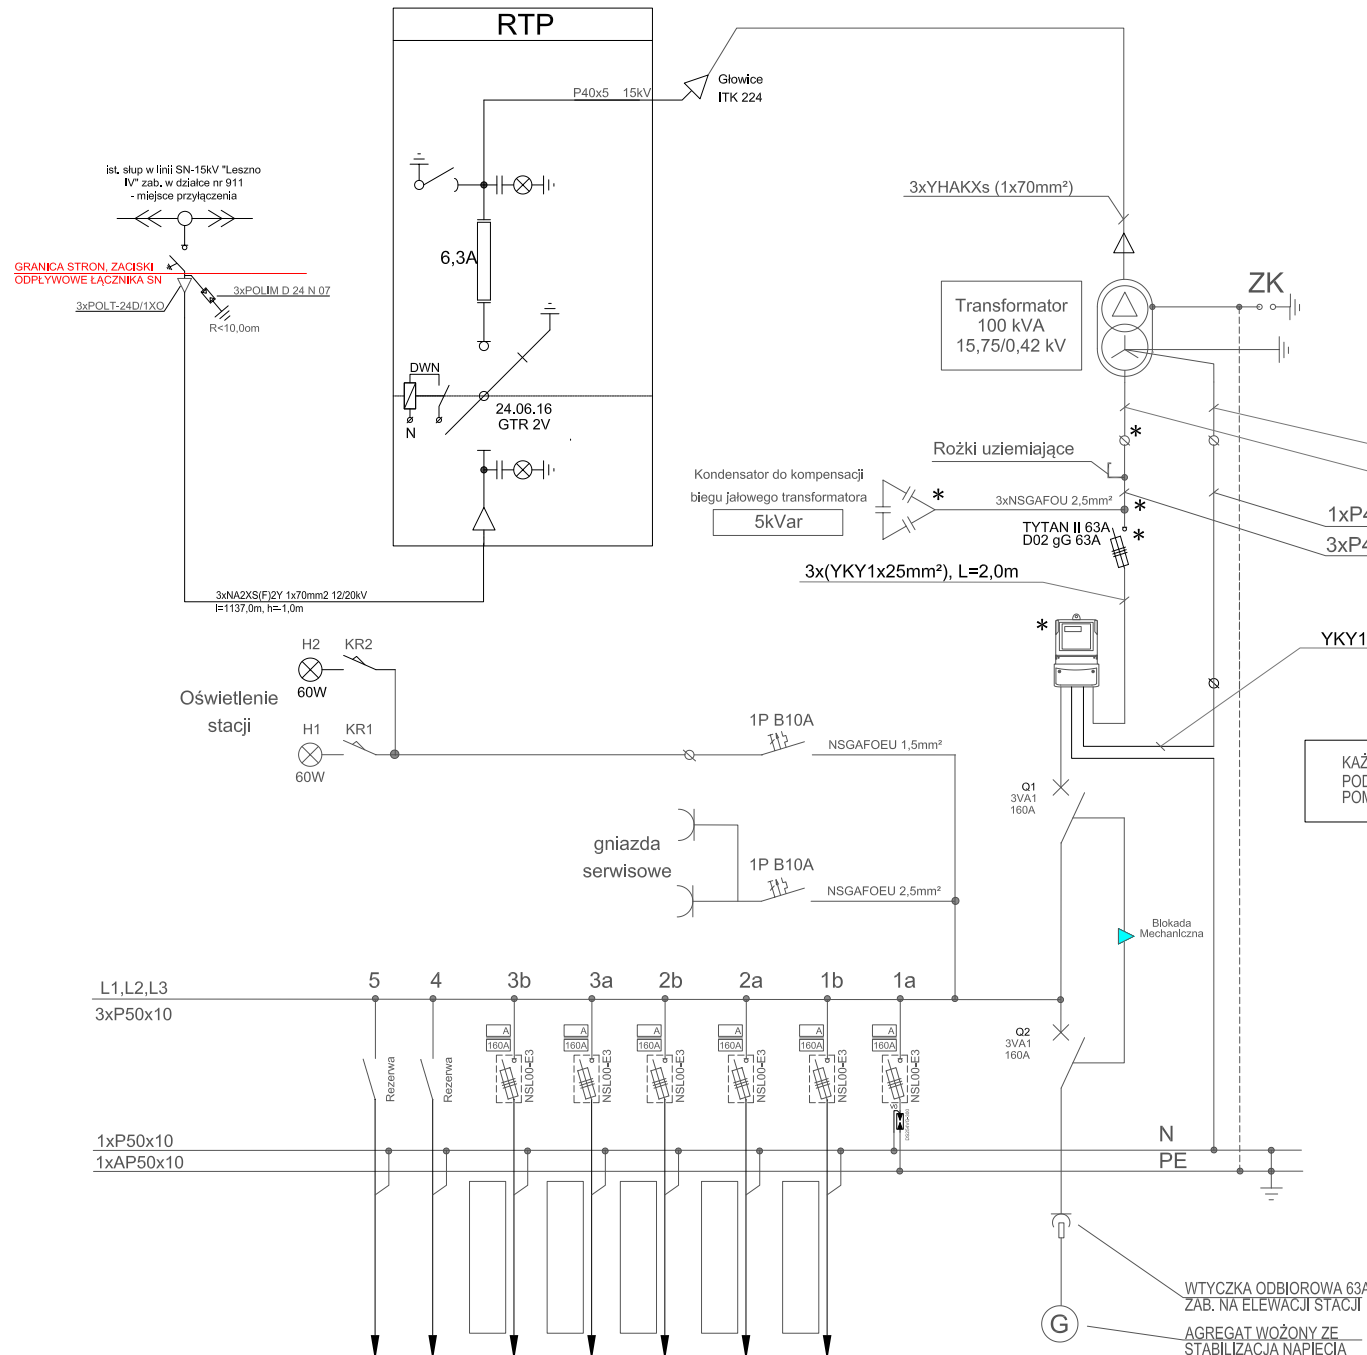 RTP
P40x5 15kV
Głowice
ITK 224
ist. słup w linii SN-15kV "Leszno
IV" zab. w działce nr 911
- miejsce przyłączenia
GRANICA STRON, ZACISKI
ODPŁYWOWE ŁĄCZNIKA SN
3xPOLIM D 24 N 07
3xPOLT-24D/1XO
R<10,0om
6,3A
DWN
N
24.06.16
GTR 2V
3xYHAKXs (1x70mm²)
ZK
Transformator
100 kVA
15,75/0,42 kV
*
Rożki uziemiające
Kondensator do kompensacji
biegu jałowego transformatora
5kVar
*
3xNSGAFOU 2,5mm²
*
TYTAN II 63A
D02 gG 63A
*
1xP4
3xP4
3x(YKY1x25mm²), L=2,0m
3xNA2XS(F)2Y 1x70mm2 12/20kV
l=1137,0m, h=-1,0m
*
YKY1
H2
KR2
60W
Oświetlenie
stacji
H1
KR1
60W
1P B10A
NSGAFOEU 1,5mm²
KAŻ
POD
POM
Q1
3VA1
160A
gniazda
serwisowe
1P B10A
NSGAFOEU 2,5mm²
Blokada
Mechaniczna
L1,L2,L3
3xP50x10
5
4
3b
3a
2b
2a
1b
1a
Q2
3VA1
160A
A
160A
NSL00-E3
A
160A
NSL00-E3
A
160A
NSL00-E3
A
160A
NSL00-E3
A
160A
NSL00-E3
A
160A
NSL00-E3
Rezerwa
Rezerwa
1xP50x10
N
1xAP50x10
PE
WTYCZKA ODBIOROWA 63A
ZAB. NA ELEWACJI STACJI
G
AGREGAT WOŻONY ZE
STABILIZACJA NAPIĘCIA